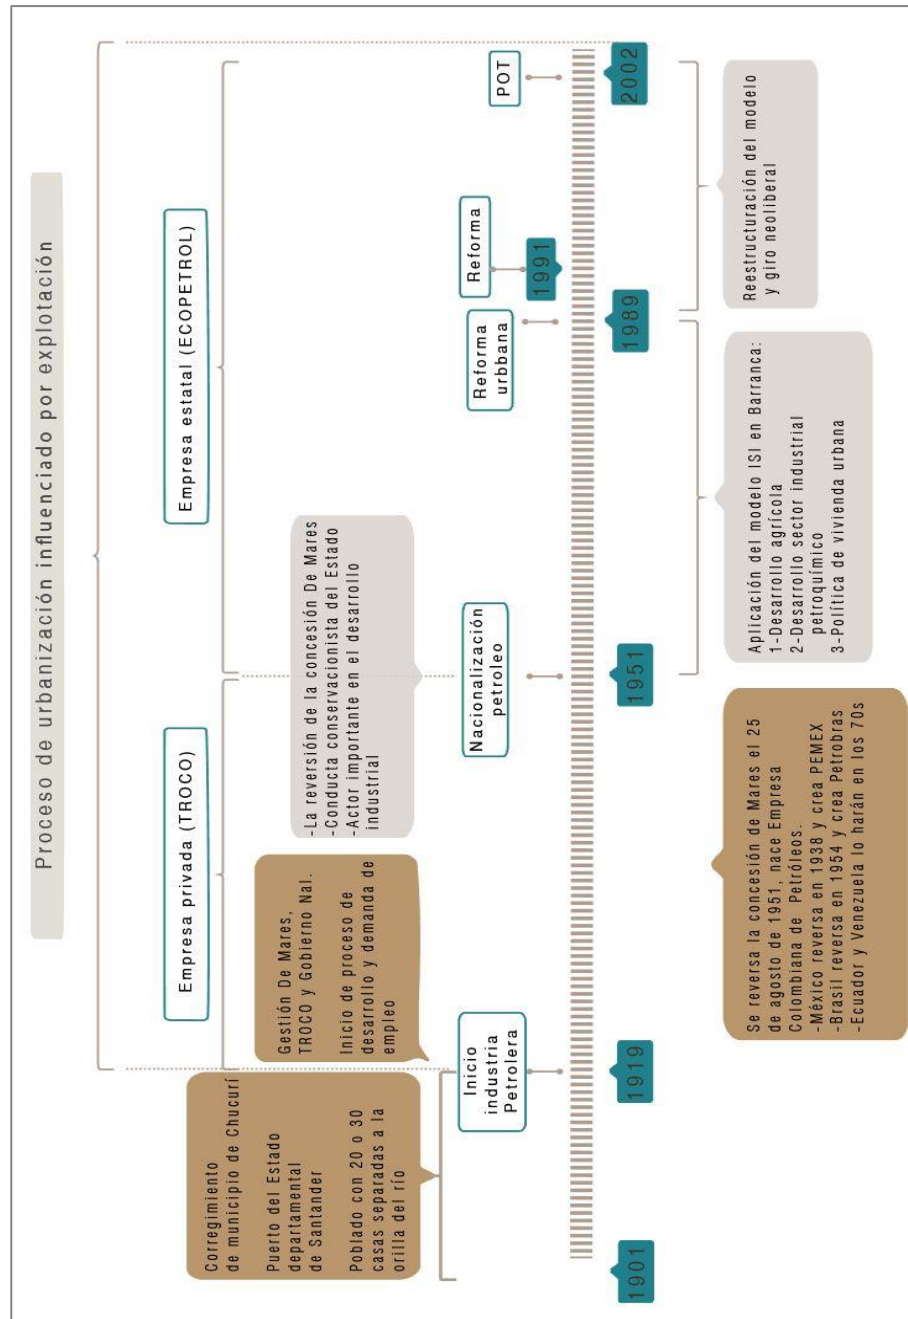 Proceso de urbanización influenciado por explotación
Empresa privada (TROCO)
Empresa estatal (ECOPETROL)
Corregimiento
de municipio de Chucurí
Puerto del Estado
departamental
de Santander
Poblado con 20 o 30
casas separadas a la
orilla del río
Gestión De Mares,
TROCO y Gobierno Nal.
Inicio de proceso de
desarrollo y demanda de
empleo
-La reversión de la concesión De Mares
-Conducta conservacionista del Estado
-Actor importante en el desarrollo
industrial
Inicio
industria
Petrolera
Nacionalización
petroleo
Reforma
urbbana
Reforma
POT
1991
1901
1919
1951
1989
2002
Se reversa la concesión de Mares el 25
de agosto de 1951, nace Empresa
Colombiana de Petróleos.
-México reversa en 1938 y crea PEMEX
-Brasil reversa en 1954 y crea Petrobras
-Ecuador y Venezuela lo harán en los 70s
Aplicación del modelo ISI en Barranca:
1-Desarrollo agrícola
2-Desarrollo sector industrial
petroquímico
3-Política de vivienda urbana
Reestructuración del modelo
y giro neoliberal